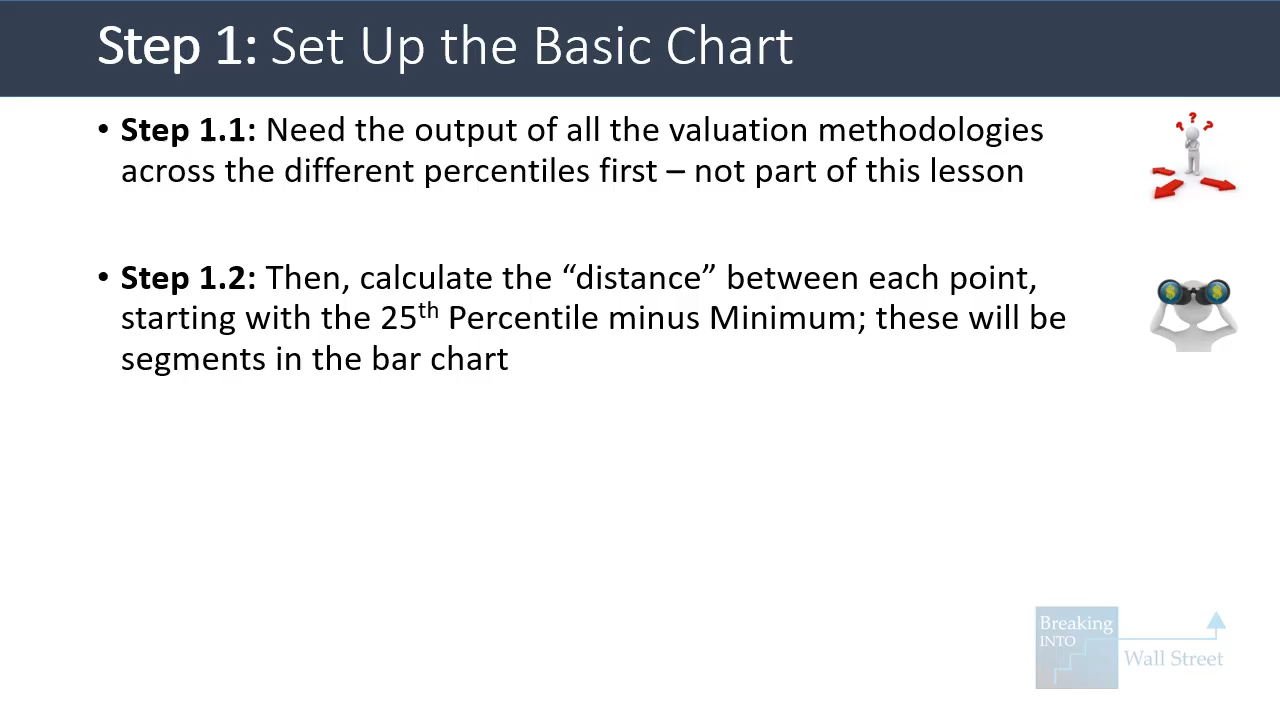 Step 1: Set Up the Basic Chart
• Step 1.1: Need the output of all the valuation methodologies
across the different percentiles first – not part of this lesson
• Step 1.2: Then, calculate the “distance” between each point,
starting with the 25th Percentile minus Minimum; these will be
segments in the bar chart
? ? ?
$ $
Breaking
INTO
Wall Street